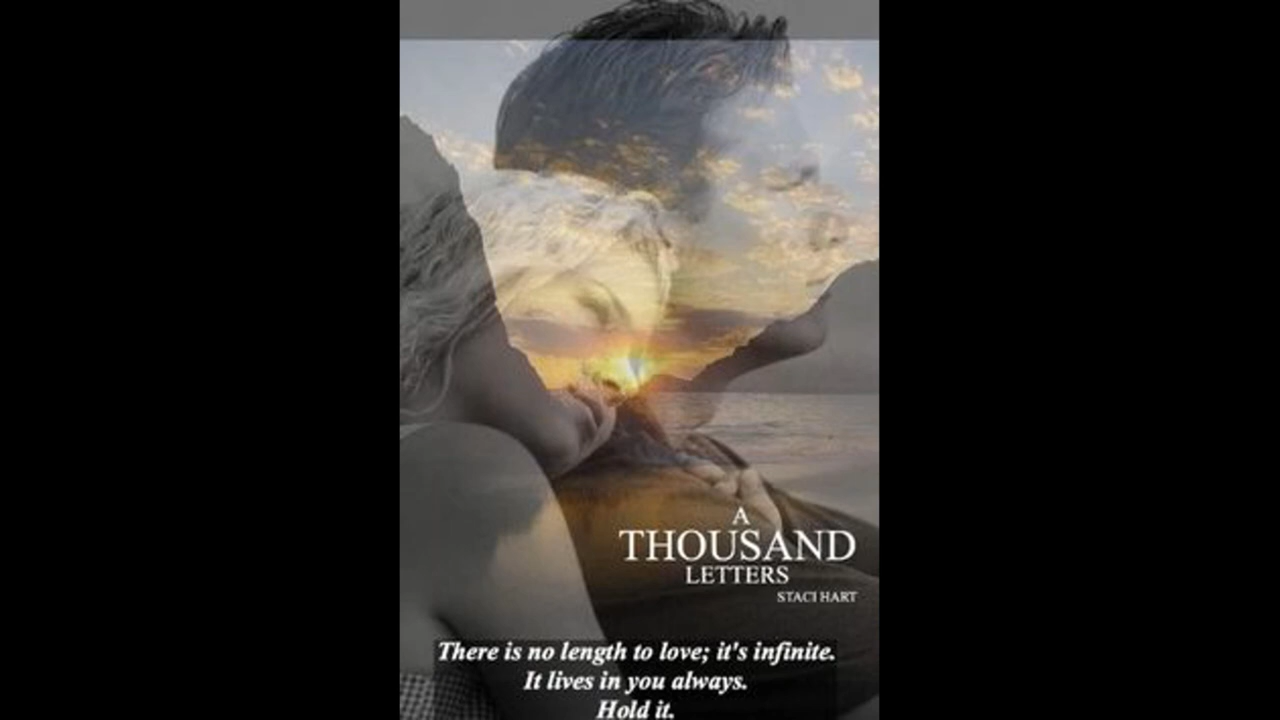 A
THOUSAND
LETTERS
STACI HART
There is no length to love; it's infinite.
It lives in you always.
Hold it.